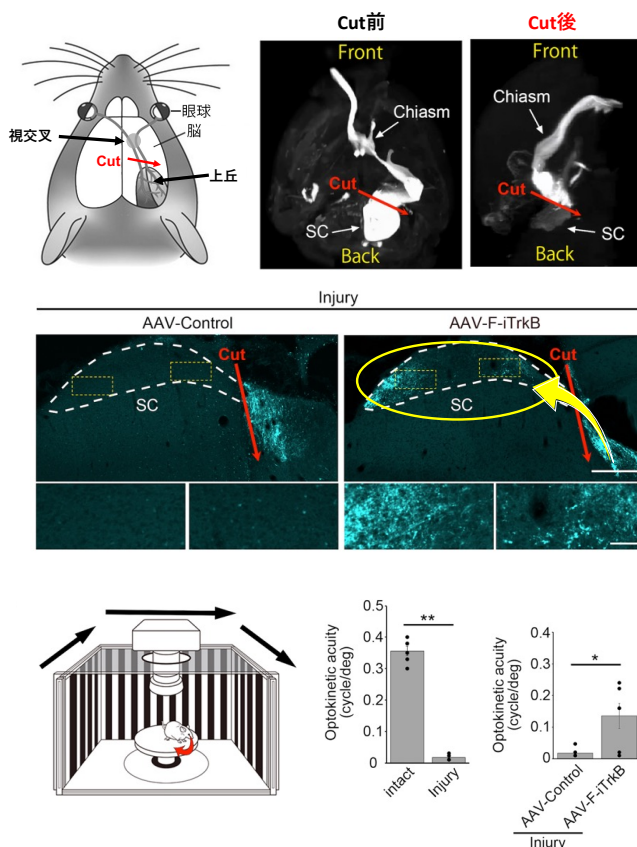 眼球
脳
視交叉
Cut
上丘
Cut前
Front
Chiasm
Cut
SC
Back
Cut後
Front
Chiasm
Cut
SC
Back
Injury
AAV-Control
AAV-F-iTrkB
Cut
SC
Cut
SC
Optokinetic acuity
(cycle/deg)
0.5
0.4
0.3
0.2
0.1
0
**
intact
Injury
Optokinetic acuity
(cycle/deg)
0.4
0.3
0.2
0.1
0
*
AAV-Control
AAV-F-iTrkB
Injury